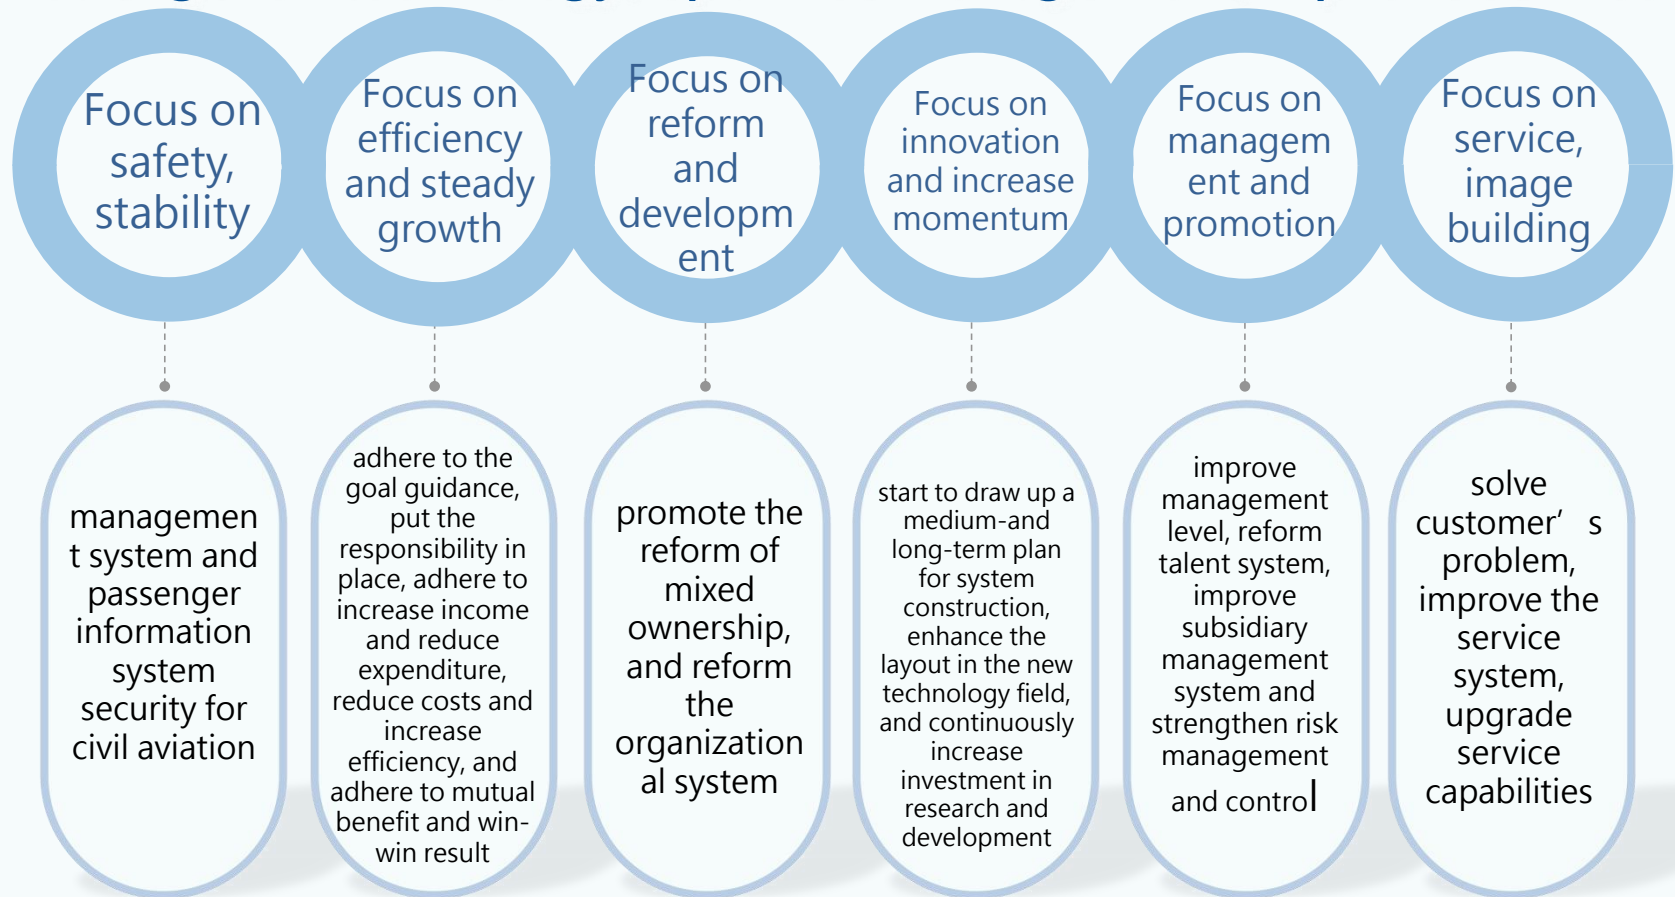 Focus on
safety,
stability
Focus on
efficiency
and steady
growth
Focus on
reform
and
developm
ent
Focus on
innovation
and increase
momentum
Focus on
managem
ent and
promotion
Focus on
service,
image
building
managemen
t system and
passenger
information
system
security for
civil aviation
adhere to the
goal guidance,
put the
responsibility in
place, adhere to
increase income
and reduce
expenditure,
reduce costs and
increase
efficiency, and
adhere to mutual
benefit and win-
win result
promote the
reform of
mixed
ownership,
and reform
the
organization
al system
start to draw up a
medium-and
long-term plan
for system
construction,
enhance the
layout in the new
technology field,
and continuously
increase
investment in
research and
development
improve
management
level, reform
talent system,
improve
subsidiary
management
system and
strengthen risk
management
and control
solve
customer’ s
problem,
improve the
service
system,
upgrade
service
capabilities